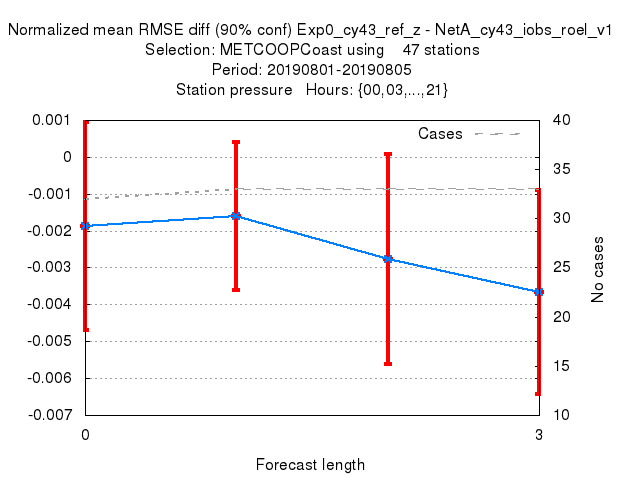 Normalized mean RMSE diff (90% conf) Exp0_cy43_ref_z - NetA_cy43_iobs_roel_v1
Selection: METCOOPCoast using 47 stations
Period: 20190801-20190805
Station pressure Hours: {00,03,...,21}
0.001
0
-0.001
-0.002
-0.003
-0.004
-0.005
-0.006
-0.007
Cases
40
35
30
25
20
15
10
No cases
0
3
Forecast length